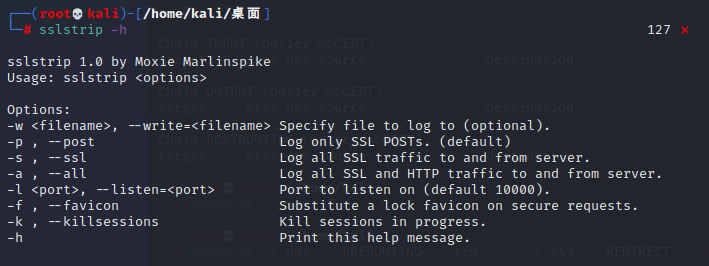 ┌──(root💀kali)-[/home/kali/桌面]
└─# sslstrip -h 127 ✗
sslstrip 1.0 by Moxie Marlinspike
Usage: sslstrip <options>
Options:
-w <filename>, --write=<filename> Specify file to log to (optional).
-p , --post Log only SSL POSTs. (default)
-s , --ssl Log all SSL traffic to and from server.
-a , --all Log all SSL and HTTP traffic to and from server.
-l <port>, --listen=<port> Port to listen on (default 10000).
-f , --favicon Substitute a lock favicon on secure requests.
-k , --killsessions Kill sessions in progress.
-h Print this help message.